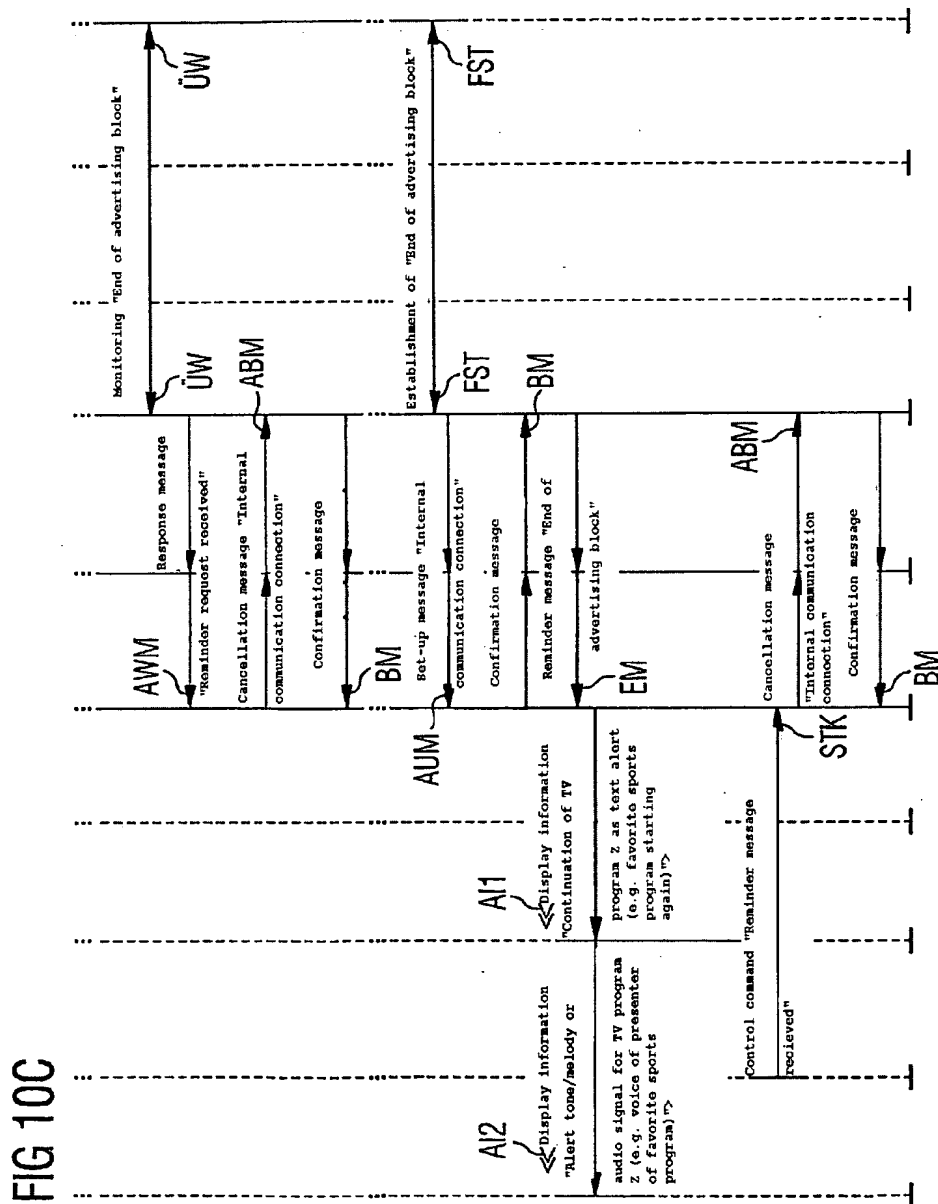 FIG 10C
Monitoring "End of advertising block"
ÜW
ÜW
Response message
AWM
"Reminder request received"
Cancellation message "Internal
communication connection"
ABM
Confirmation message
BM
Establishment of "End of advertising block"
FST
FST
Set-up message "Internal
communication connection"
AUM
Confirmation message
BM
Reminder message "End of
advertising block"
EM
AI2
<<Display information
"Alert tone/melody or
audio signal for TV program
Z (e.g. voice of presenter
of favorite sports
program)">
AI1
<<Display information
"Continuation of TV
program Z as text alert
(e.g. favorite sports
program starting
again)">
Control command "Reminder message
recieved"
STK
Cancellation message
"Internal communication
connection"
ABM
Confirmation message
BM